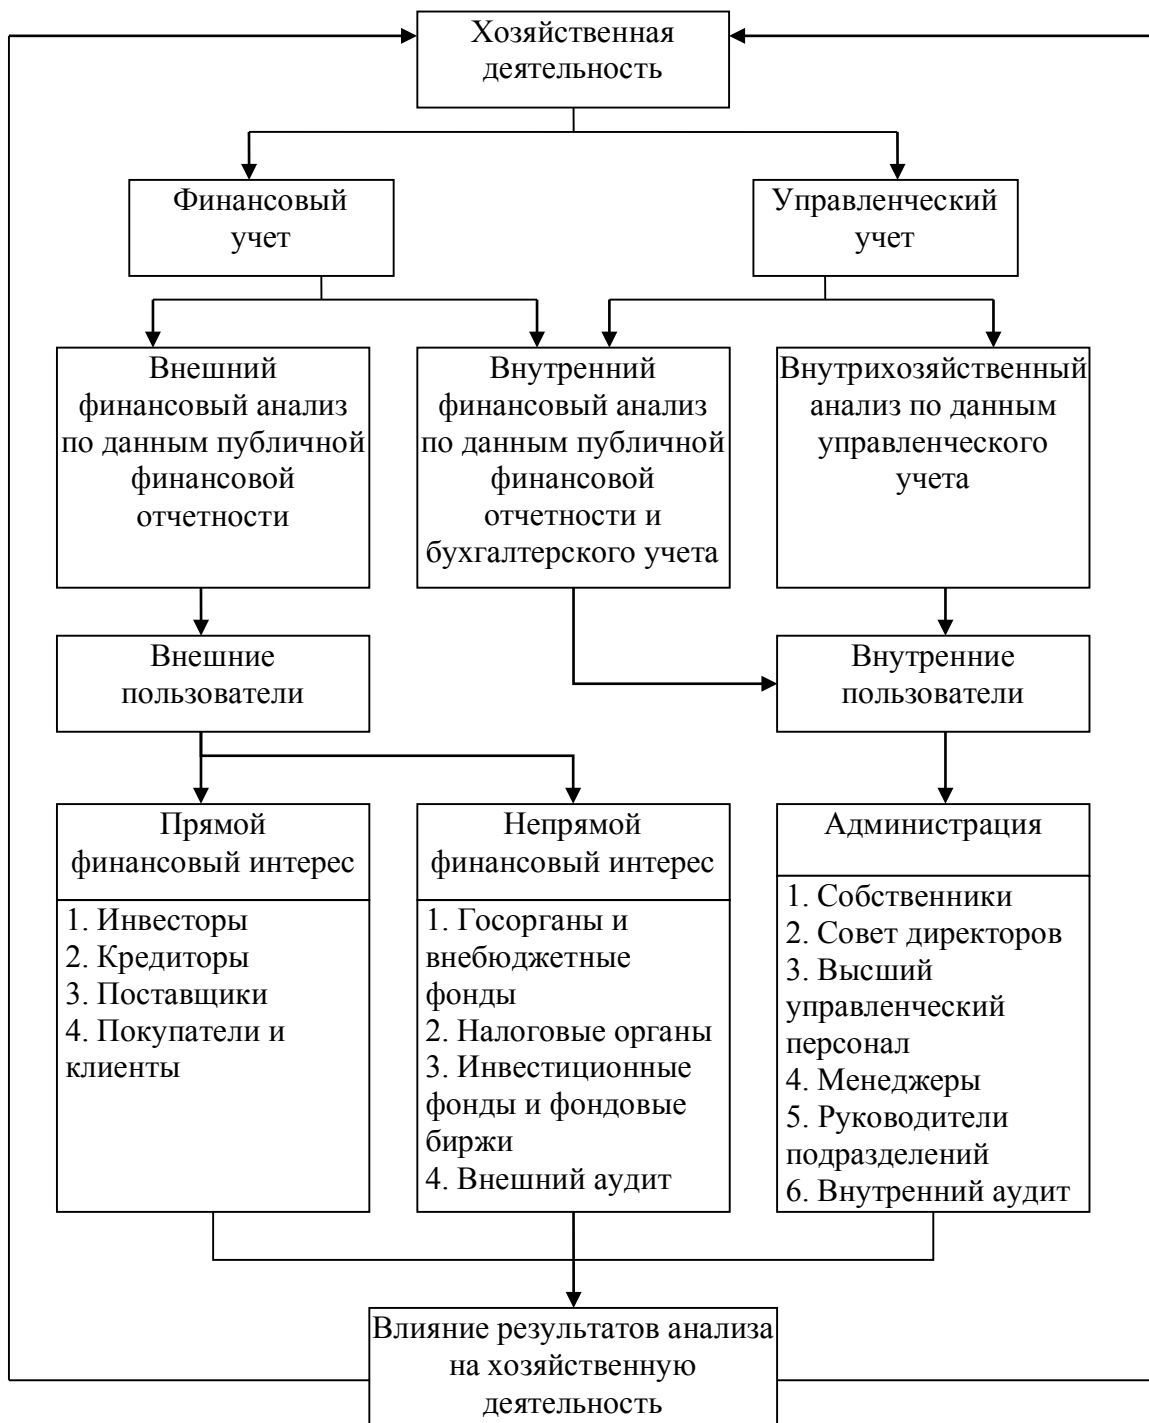 Хозяйственная
деятельность
Финансовый
учет
Управленческий
учет
Внешний
финансовый анализ
по данным публичной
финансовой
отчетности
Внутренний
финансовый анализ
по данным публичной
финансовой
отчетности и
бухгалтерского учета
Внутрихозяйственный
анализ по данным
управленческого
учета
Внешние
пользователи
Внутренние
пользователи
Прямой
финансовый интерес
1. Инвесторы
2. Кредиторы
3. Поставщики
4. Покупатели и
клиенты
Непрямой
финансовый интерес
1. Госорганы и
внебюджетные
фонды
2. Налоговые органы
3. Инвестиционные
фонды и фондовые
биржи
4. Внешний аудит
Администрация
1. Собственники
2. Совет директоров
3. Высший
управленческий
персонал
4. Менеджеры
5. Руководители
подразделений
6. Внутренний аудит
Влияние результатов анализа
на хозяйственную
деятельность